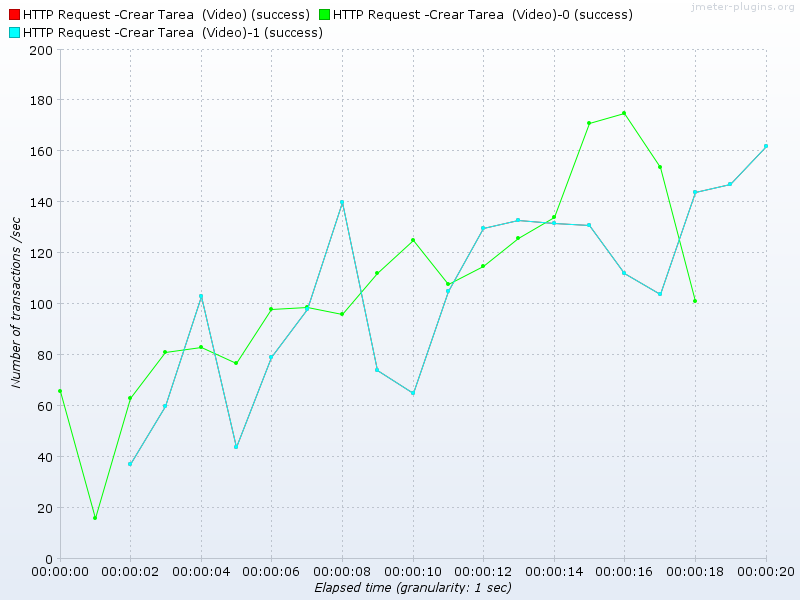 jmeter-plugins.org
HTTP Request -Crear Tarea  (Video) (success) HTTP Request -Crear Tarea  (Video)-0 (success)
HTTP Request -Crear Tarea  (Video)-1 (success)
200
180
160
140
120
100
80
60
40
20
0
Number of transactions /sec
00:00:00 00:00:02 00:00:04 00:00:06 00:00:08 00:00:10 00:00:12 00:00:14 00:00:16 00:00:18 00:00:20
Elapsed time (granularity: 1 sec)